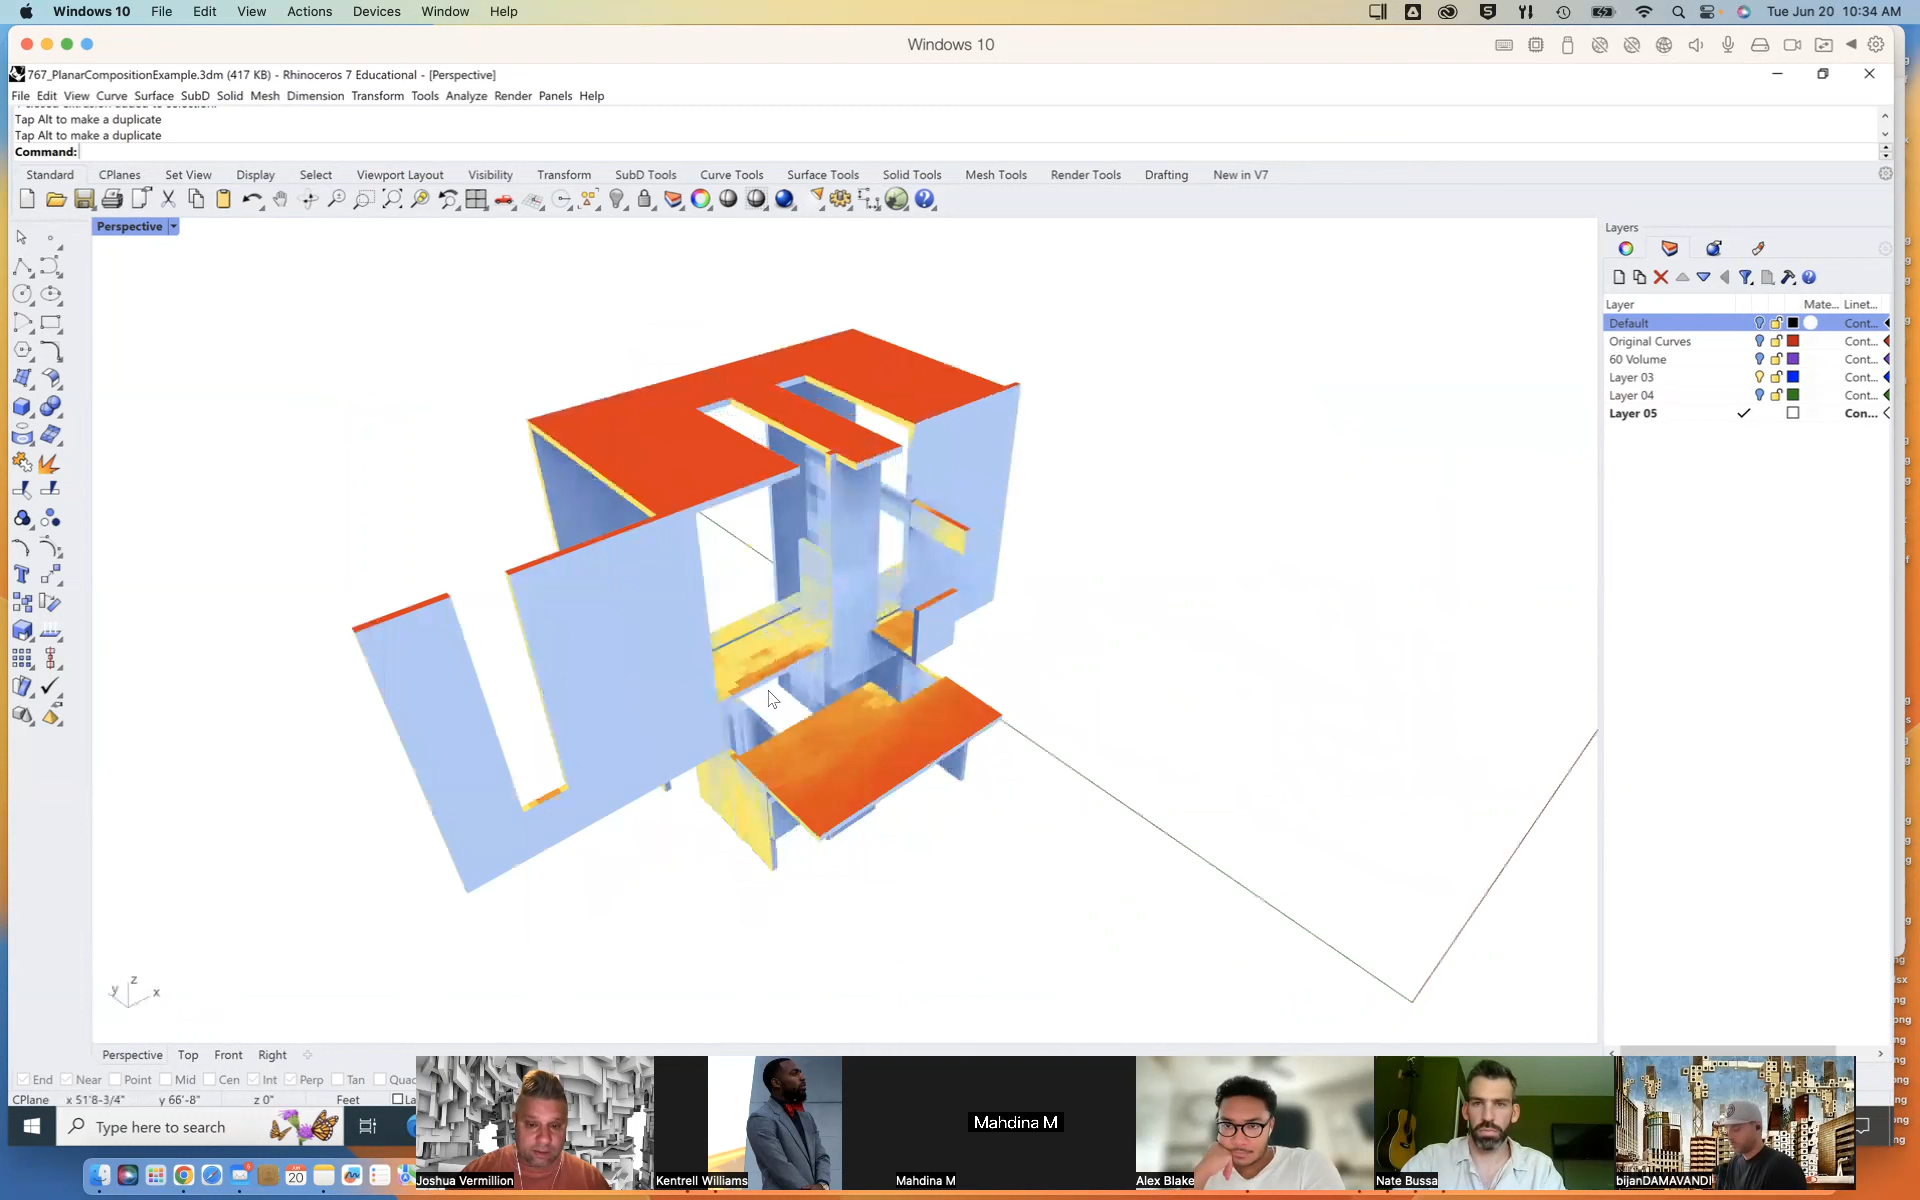 Windows 10 File Edit View Actions Devices Window Help Tue Jun 20 10:34 AM
Windows 10
767_PlanarCompositionExample.3dm (417 KB) - Rhinoceros 7 Educational - [Perspective]
File Edit View Curve Surface SubD Solid Mesh Dimension Transform Tools Analyze Render Panels Help
Tap Alt to make a duplicate
Tap Alt to make a duplicate
Command:
Standard CPlanes Set View Display Select Viewport Layout Visibility Transform SubD Tools Curve Tools Surface Tools Solid Tools Mesh Tools Render Tools Drafting New in V7
Perspective
Layers
Layer Mate... Linet...
Default Cont...
Original Curves Cont...
60 Volume Cont...
Layer 03 Cont...
Layer 04 Cont...
Layer 05 Con...
z
y x
Perspective Top Front Right
End Near Point Mid Cen Int Perp Tan Quad
CPlane x 51'8-3/4" y 66'-8" z 0" Feet La
Type here to search
Mahdina M
Joshua Vermillion Kentrell Williams Mahdina M Alex Blake Nate Bussa bijanDAMAVANDI